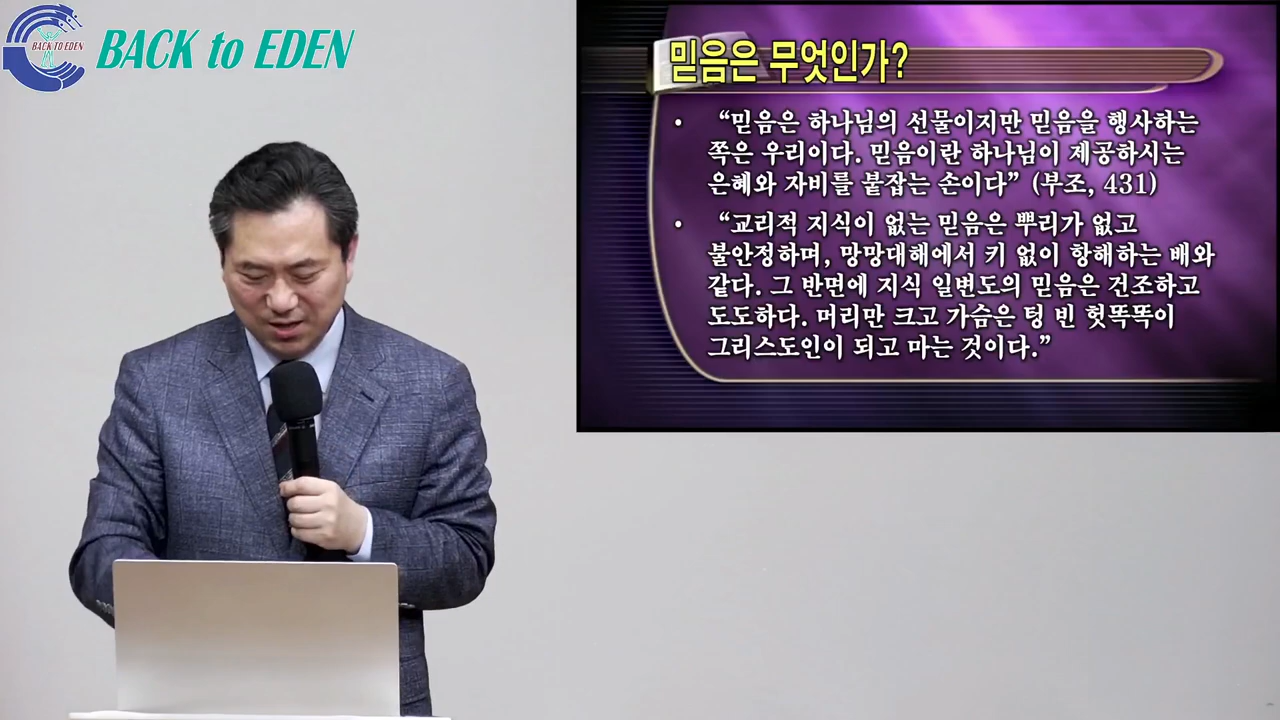 BACK TO EDEN
BACK to EDEN
믿음은 무엇인가?
• “믿음은 하나님의 선물이지만 믿음을 행사하는
쪽은 우리이다. 믿음이란 하나님이 제공하시는
은혜와 자비를 붙잡는 손이다” (부조, 431)
• “교리적 지식이 없는 믿음은 뿌리가 없고
불안정하며, 망망대해에서 키 없이 항해하는 배와
같다. 그 반면에 지식 일변도의 믿음은 건조하고
도도하다. 머리만 크고 가슴은 텅 빈 헛똑똑이
그리스도인이 되고 마는 것이다.”